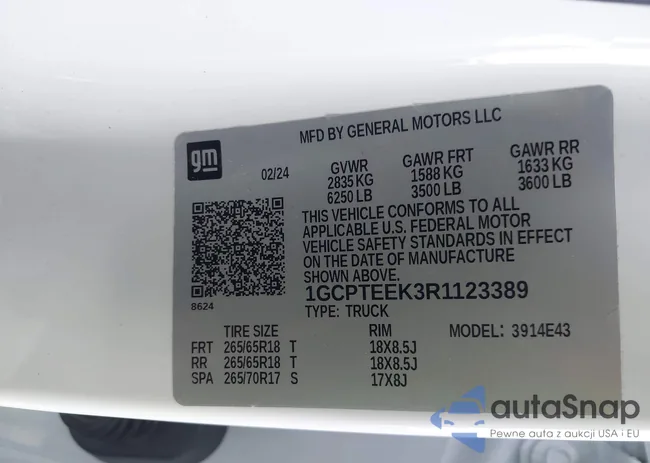 MFD BY GENERAL MOTORS LLC
gm
02/24
GVWR GAWR FRT GAWR RR
2835 KG 1588 KG 1633 KG
6250 LB 3500 LB 3600 LB
THIS VEHICLE CONFORMS TO ALL
APPLICABLE U.S. FEDERAL MOTOR
VEHICLE SAFETY STANDARDS IN EFFECT
ON THE DATE OF MANUFACTURE
SHOWN ABOVE.
8624
1GCPTEEK3R1123389
TYPE: TRUCK
TIRE SIZE RIM MODEL: 3914E43
FRT 265/65R18 T 18X8.5J
RR 265/65R18 T 18X8.5J
SPA 265/70R17 S 17X8J
autoSnap
Pewne auta z aukcji USA i EU